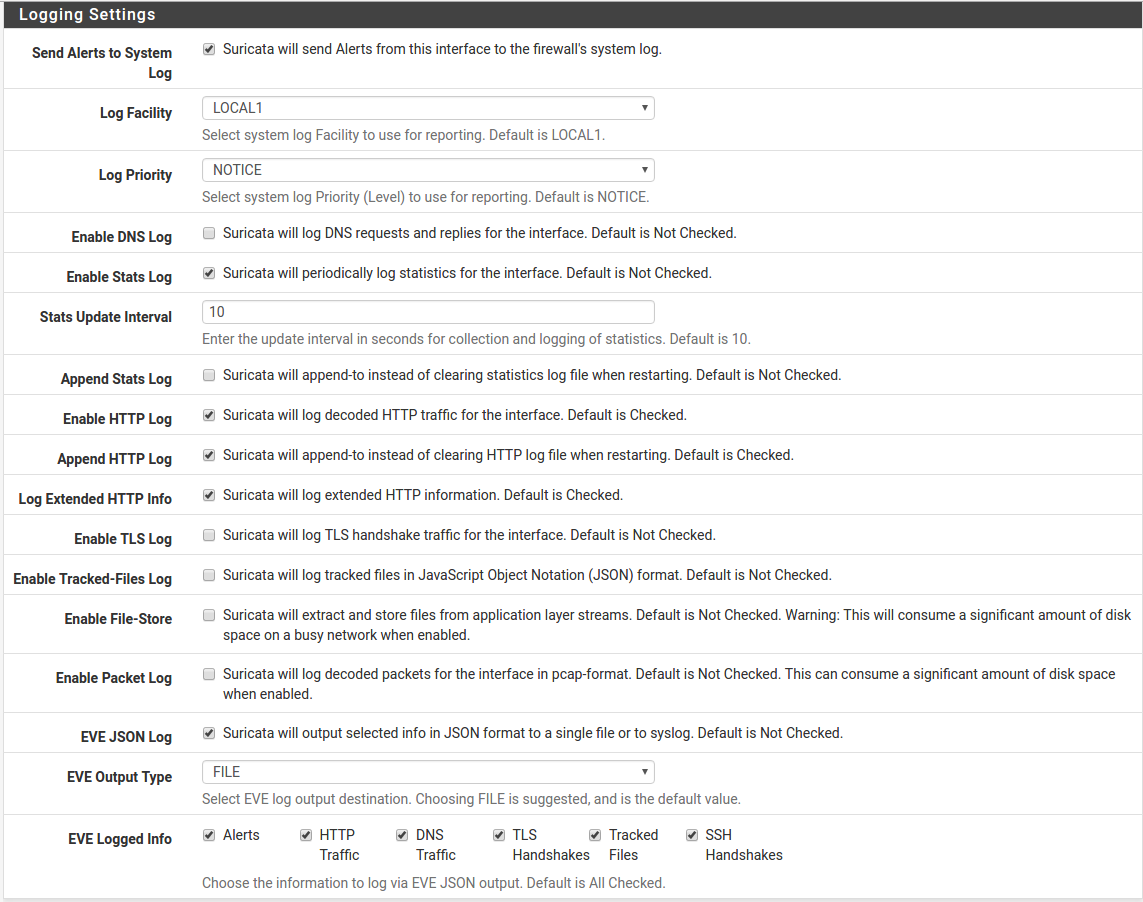 Logging Settings
Send Alerts to System
Log
Suricata will send Alerts from this interface to the firewall's system log.
Log Facility
LOCAL1
Select system log Facility to use for reporting. Default is LOCAL1.
Log Priority
NOTICE
Select system log Priority (Level) to use for reporting. Default is NOTICE.
Enable DNS Log
Suricata will log DNS requests and replies for the interface. Default is Not Checked.
Enable Stats Log
Suricata will periodically log statistics for the interface. Default is Not Checked.
Stats Update Interval
10
Enter the update interval in seconds for collection and logging of statistics. Default is 10.
Append Stats Log
Suricata will append-to instead of clearing statistics log file when restarting. Default is Not Checked.
Enable HTTP Log
Suricata will log decoded HTTP traffic for the interface. Default is Checked.
Append HTTP Log
Suricata will append-to instead of clearing HTTP log file when restarting. Default is Checked.
Log Extended HTTP Info
Suricata will log extended HTTP information. Default is Checked.
Enable TLS Log
Suricata will log TLS handshake traffic for the interface. Default is Not Checked.
Enable Tracked-Files Log
Suricata will log tracked files in JavaScript Object Notation (JSON) format. Default is Not Checked.
Enable File-Store
Suricata will extract and store files from application layer streams. Default is Not Checked. Warning: This will consume a significant amount of disk
space on a busy network when enabled.
Enable Packet Log
Suricata will log decoded packets for the interface in pcap-format. Default is Not Checked. This can consume a significant amount of disk space
when enabled.
EVE JSON Log
Suricata will output selected info in JSON format to a single file or to syslog. Default is Not Checked.
EVE Output Type
FILE
Select EVE log output destination. Choosing FILE is suggested, and is the default value.
EVE Logged Info
Alerts
HTTP
Traffic
DNS
Traffic
TLS
Handshakes
Tracked
Files
SSH
Handshakes
Choose the information to log via EVE JSON output. Default is All Checked.